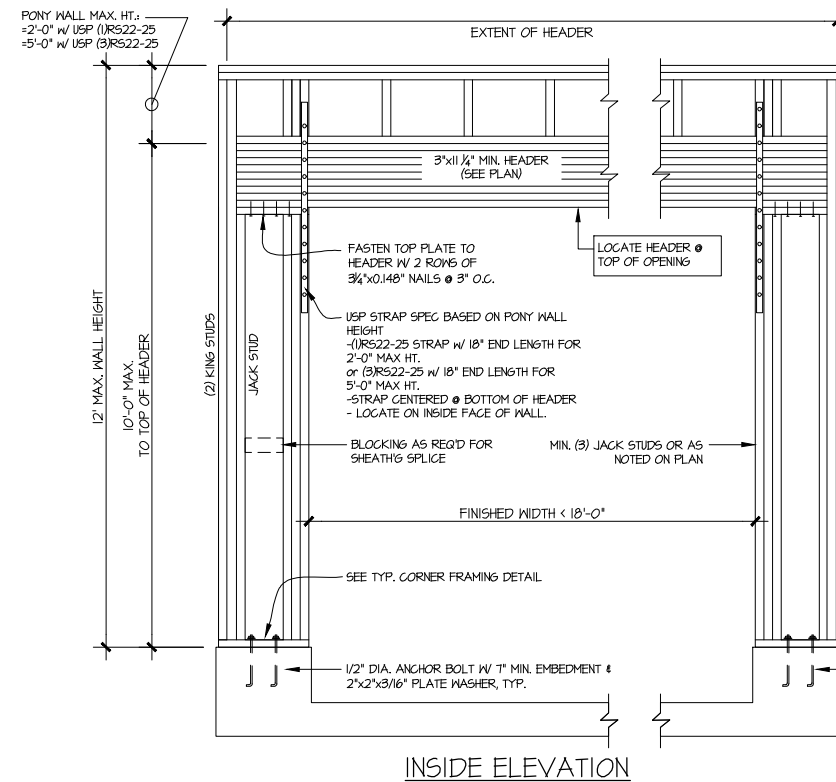 PONY WALL MAX. HT.:
=2'-0" W/ USP (1)RS22-25
=5'-0" W/ USP (3)RS22-25
EXTENT OF HEADER
3"x11 1/4" MIN. HEADER
(SEE PLAN)
FASTEN TOP PLATE TO
HEADER W/ 2 ROWS OF
3 1/4"x0.148" NAILS @ 3" O.C.
LOCATE HEADER @
TOP OF OPENING
USP STRAP SPEC BASED ON PONY WALL
HEIGHT
-(1)RS22-25 STRAP W/ 18" END LENGTH FOR
2'-0" MAX HT.
or (3)RS22-25 W/ 18" END LENGTH FOR
5'-0" MAX HT.
-STRAP CENTERED @ BOTTOM OF HEADER
- LOCATE ON INSIDE FACE OF WALL.
12' MAX. WALL HEIGHT
10'-0" MAX.
TO TOP OF HEADER
(2) KING STUDS
JACK STUD
BLOCKING AS REQ'D FOR
SHEATH'G SPLICE
MIN. (3) JACK STUDS OR AS
NOTED ON PLAN
FINISHED WIDTH < 18'-0"
SEE TYP. CORNER FRAMING DETAIL
1/2" DIA. ANCHOR BOLT W/ 7" MIN. EMBEDMENT &
2"x2"x3/16" PLATE WASHER, TYP.
INSIDE ELEVATION